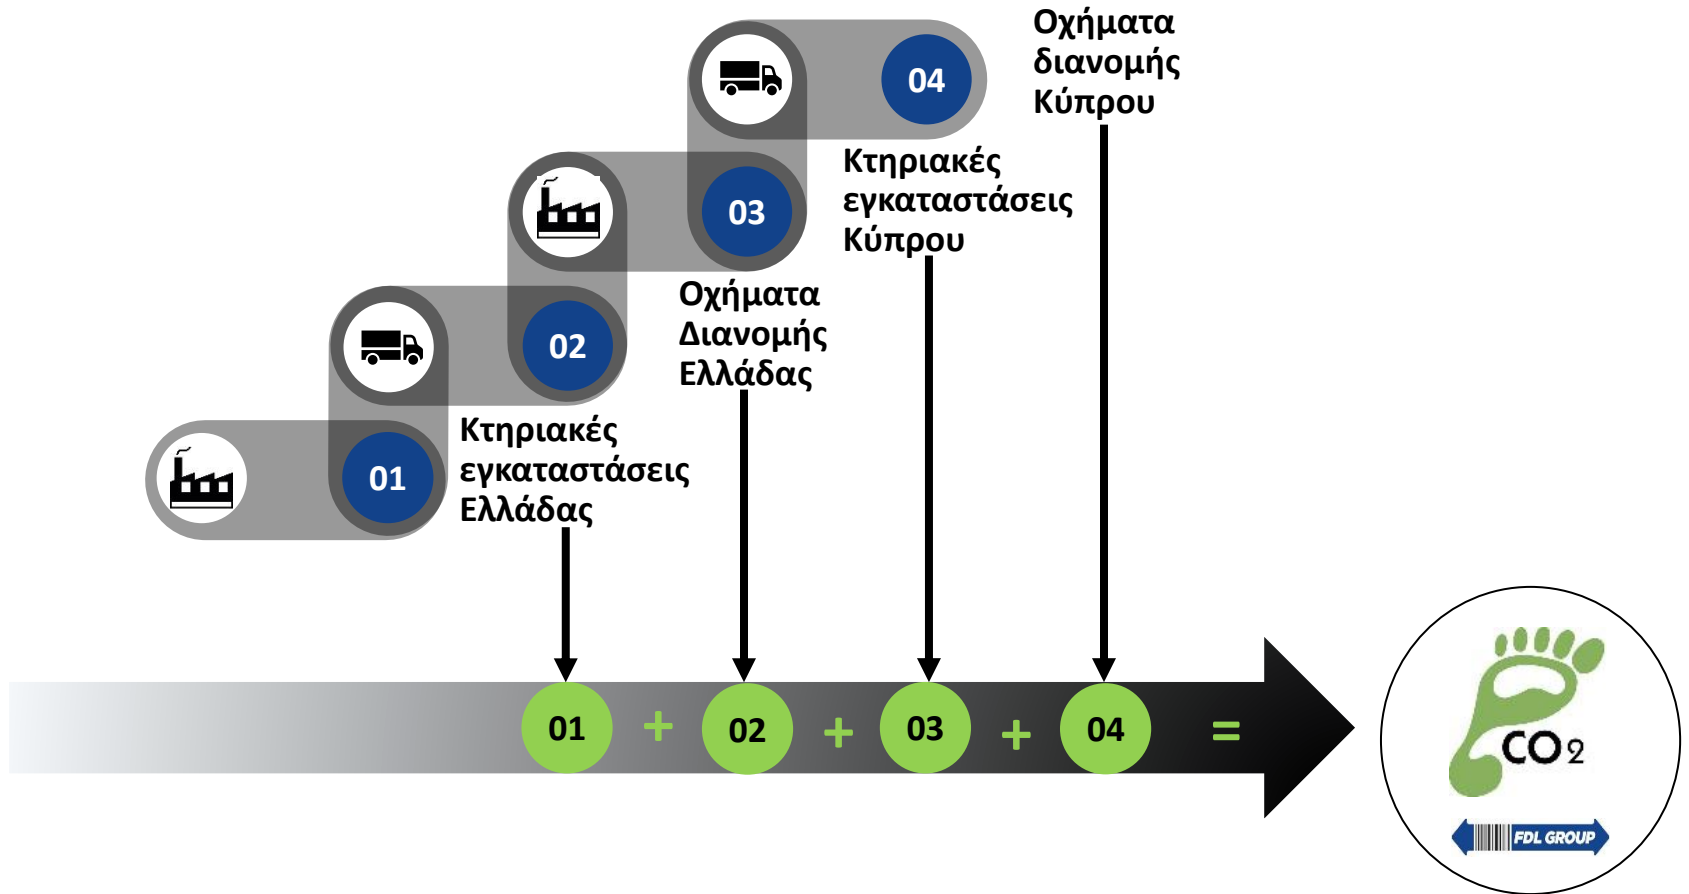 Οχήματα
διανομής
Κύπρου
04
Κτηριακές
εγκαταστάσεις
Κύπρου
03
Οχήματα
Διανομής
Ελλάδας
02
Κτηριακές
εγκαταστάσεις
Ελλάδας
01
01 + 02 + 03 + 04 =
CO2
FDL GROUP